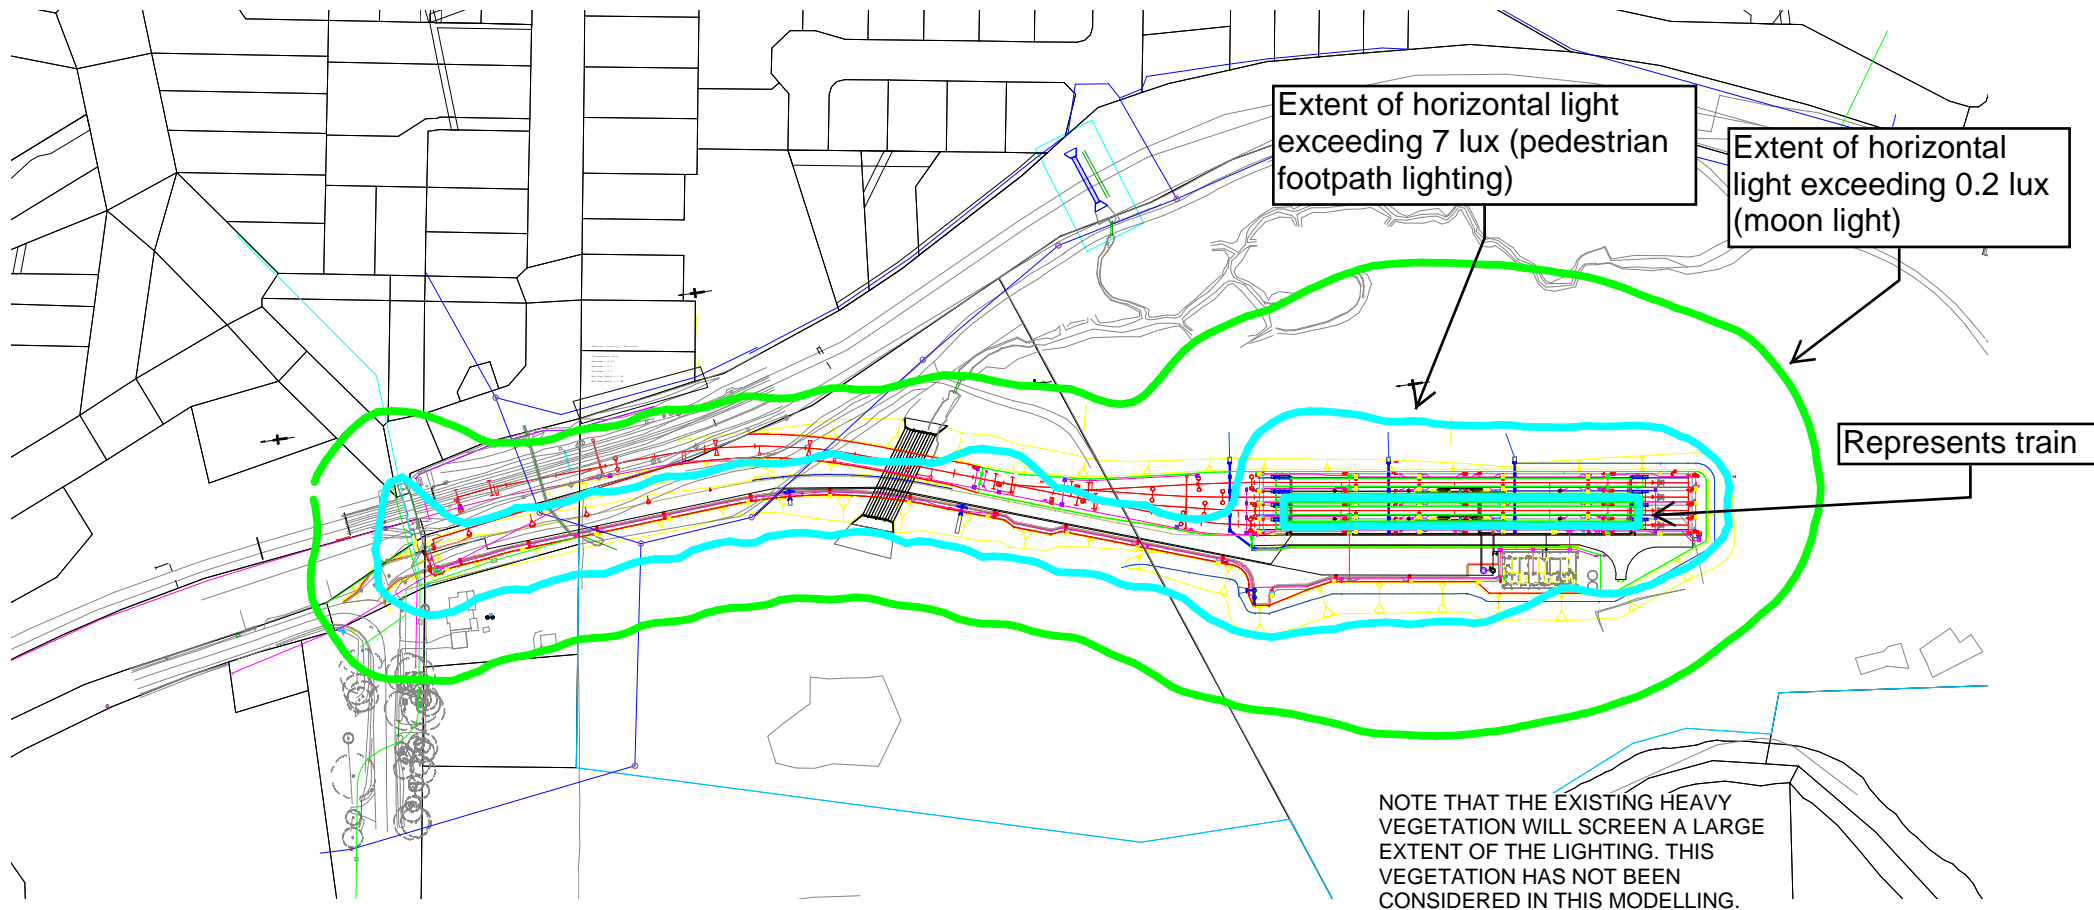 Extent of horizontal light
exceeding 7 lux (pedestrian
footpath lighting)
Extent of horizontal
light exceeding 0.2 lux
(moon light)
Represents train
NOTE THAT THE EXISTING HEAVY
VEGETATION WILL SCREEN A LARGE
EXTENT OF THE LIGHTING. THIS
VEGETATION HAS NOT BEEN
CONSIDERED IN THIS MODELLING.